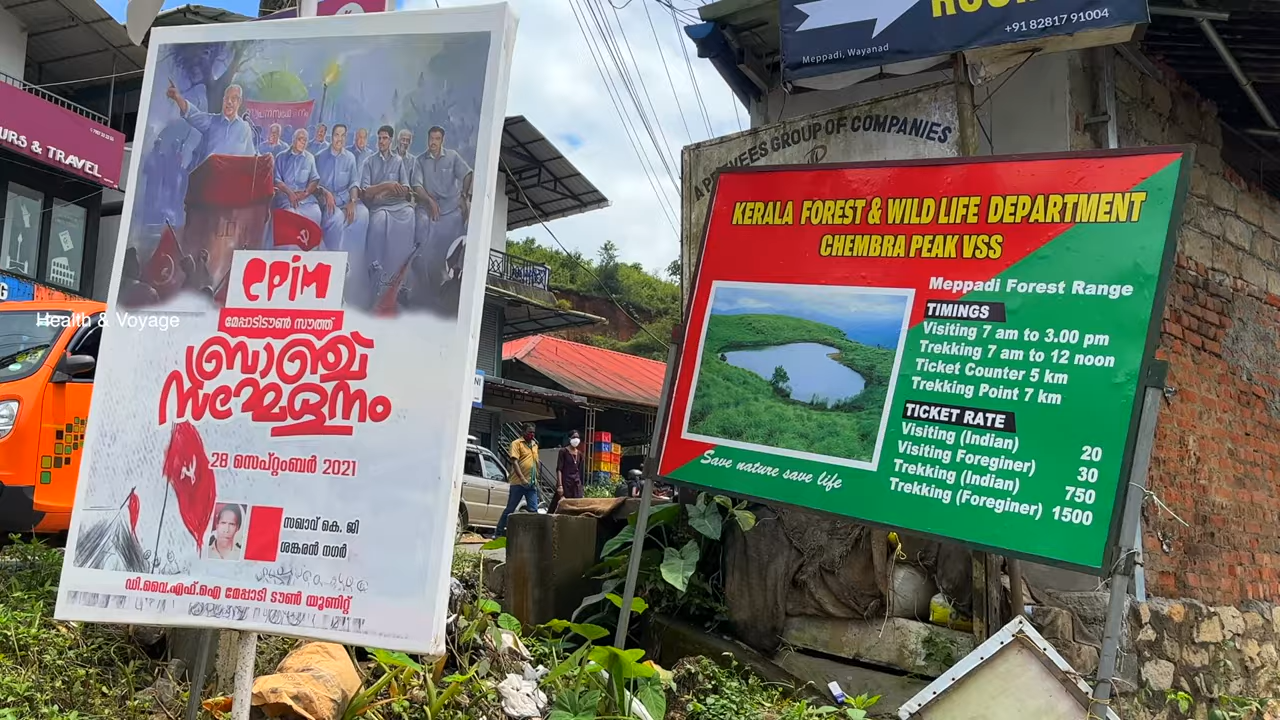 URS & TRAVEL
Health & Voyage
CPIM
മേപ്പാടിടൗൺ സൗത്ത്
ബ്രാഞ്ച്
സമ്മേളനം
28 സെപ്റ്റംബർ 2021
സഖാവ് കെ. ജി
ശങ്കരൻ നഗർ
ഡി.വൈ.എഫ്.ഐ മേപ്പാടി ടൗൺ യൂണിറ്റ്
+91 82817 91004
Meppadi, Wayanad
GROUP OF COMPANIES
KERALA FOREST & WILD LIFE DEPARTMENT
CHEMBRA PEAK VSS
Meppadi Forest Range
TIMINGS
Visiting 7 am to 3.00 pm
Trekking 7 am to 12 noon
Ticket Counter 5 km
Trekking Point 7 km
TICKET RATE
Visiting (Indian) 20
Visiting Foreginer) 30
Trekking (Indian) 750
Trekking (Foreginer) 1500
Save nature save life